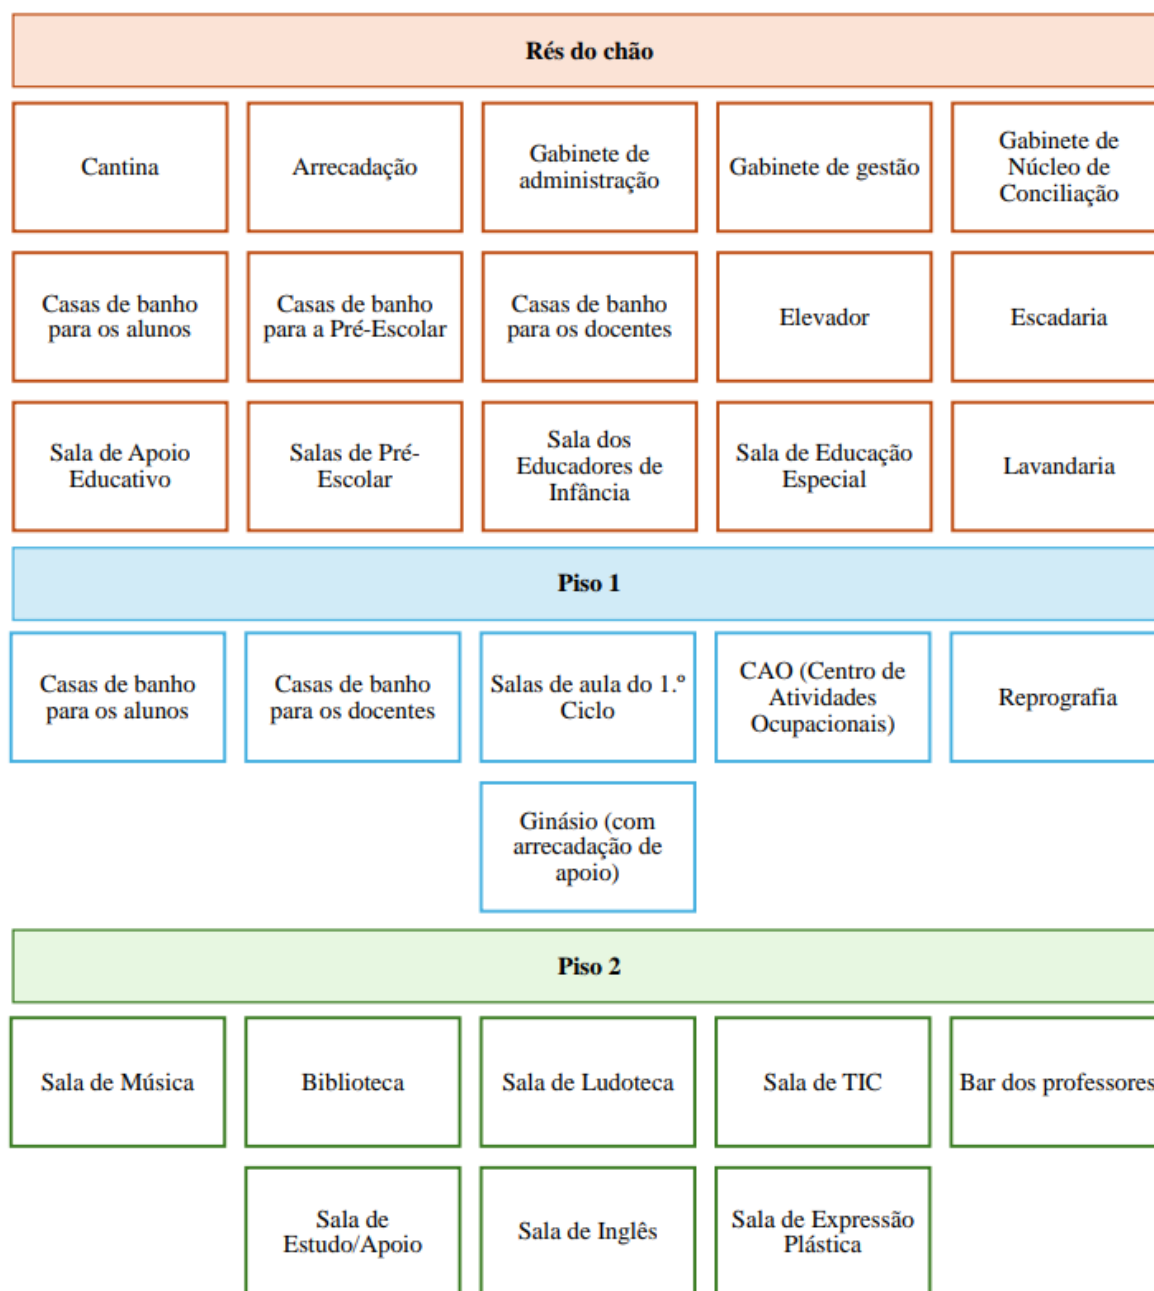 Rés do chão
Cantina
Arrecadação
Gabinete de
administração
Gabinete de gestão
Gabinete de
Núcleo de
Conciliação
Casas de banho
para os alunos
Casas de banho
para a Pré-Escolar
Casas de banho
para os docentes
Elevador
Escadaria
Sala de Apoio
Educativo
Salas de Pré-
Escolar
Sala dos
Educadores de
Infância
Sala de Educação
Especial
Lavandaria
Piso 1
Casas de banho
para os alunos
Casas de banho
para os docentes
Salas de aula do 1.º
Ciclo
CAO (Centro de
Atividades
Ocupacionais)
Reprografia
Ginásio (com
arrecadação de
apoio)
Piso 2
Sala de Música
Biblioteca
Sala de Ludoteca
Sala de TIC
Bar dos professores
Sala de
Estudo/Apoio
Sala de Inglês
Sala de Expressão
Plástica